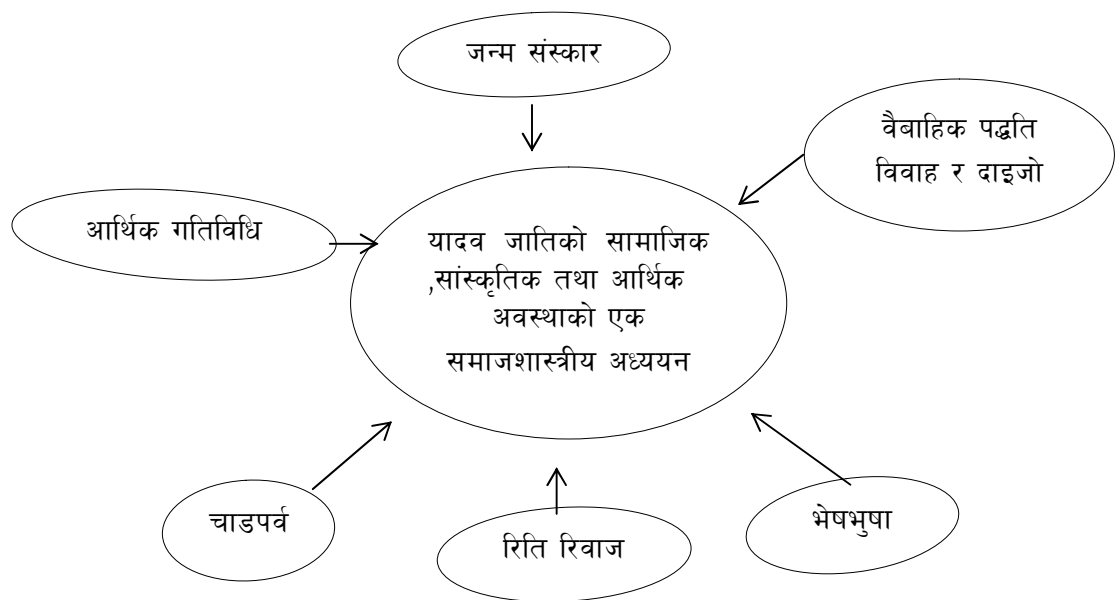 जन्म संस्कार
वैबाहिक पद्धति
विवाह र दाइजो
आर्थिक गतिविधि
यादव जातिको सामाजिक
,सांस्कृतिक तथा आर्थिक
अवस्थाको एक
समाजशास्त्रीय अध्ययन
चाडपर्व
रिति रिवाज
भेषभुषा